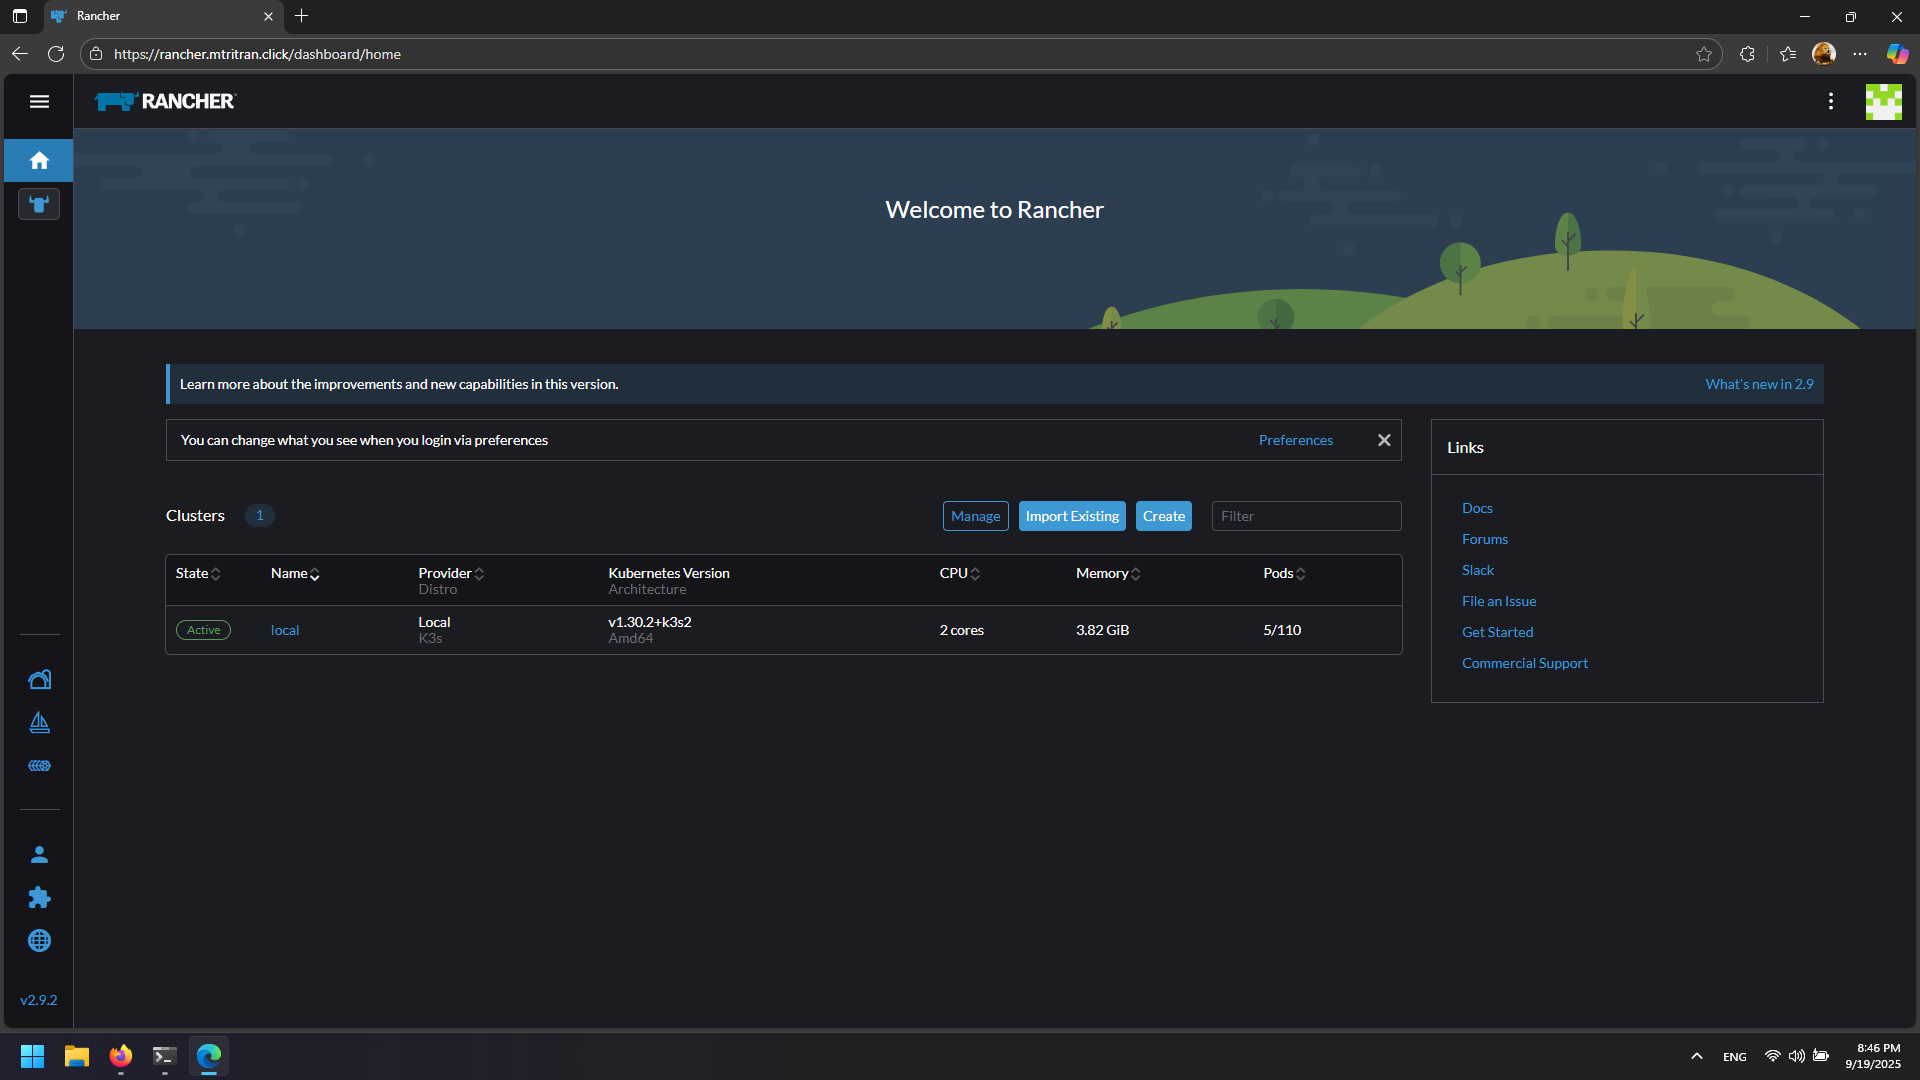 Rancher
https://rancher.mtritran.click/dashboard/home
RANCHER
Welcome to Rancher
Learn more about the improvements and new capabilities in this version.
What's new in 2.9
You can change what you see when you login via preferences
Preferences
Links
Docs
Forums
Slack
File an Issue
Get Started
Commercial Support
Clusters 1
Manage
Import Existing
Create
Filter
State Name Provider Kubernetes Version CPU Memory Pods
Distro Architecture
Active local Local v1.30.2+k3s2 2 cores 3.82 GiB 5/110
K3s Amd64
v2.9.2
ENG
8:46 PM
9/19/2025